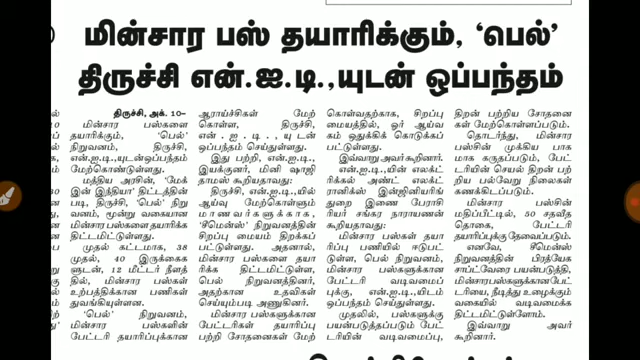 மின்சார பஸ் தயாரிக்கும், ‘பெல்’
திருச்சி என்.ஐ.டி.,யுடன் ஒப்பந்தம்
திருச்சி, அக். 10–
மின்சார பஸ்களை
தயாரிக்கும், ‘பெல்’
நிறுவனம், திருச்சி,
என்.ஐ.டி.,யுடன்ஒப்பந்தம்
மேற்கொண்டுள்ளது.
மத்திய அரசின், ‘மேக்
இன் இந்தியா’ திட்டத்தின்
படி, திருச்சி, ‘பெல்’ நிறு
வனம், மூன்று வகையான
மின்சார பஸ்களை தயாரிக்க
திட்டமிட்டுள்ளது.
முதல் கட்டமாக, 38
முதல், 40 இருக்கைக
ளுடன், 12 மீட்டர் நீளத்
தில், மின்சார பஸ்கள்
உற்பத்திக்கான பணிகள்
துவங்கியுள்ளன.
‘பெல்’ நிறுவனம்,
மின்சார பஸ்களின்
பேட்டரி தயாரிப்புக்கான
ஆராய்ச்சிகள் மேற்
கொள்ள, திருச்சி,
என்.ஐ.டி.,யுடன்
ஒப்பந்தம் செய்துள்ளது.
இது பற்றி, என்.ஐ.டி.,
இயக்குனர், மினி ஷாஜி
தாமஸ் கூறியதாவது:
திருச்சி, என்.ஐ.டி.,யில்
ஆய்வு மேற்கொள்ளும்
மாணவர்களுக்காக,
‘சீமென்ஸ்’ நிறுவனத்தின்
சிறப்பு மையம் திறக்கப்
பட்டுள்ளது. அதனால்,
மின்சார பஸ்களை தயா
ரிக்க திட்டமிட்டுள்ள,
பெல் நிறுவனத்தினர்,
அதற்கான உதவிகள்
செய்யும்படி அணுகினர்.
மின்சார பஸ்களுக்கான
பேட்டரிகள் தயாரிப்பு
பற்றி சோதனைகள் மேற்
கொள்வதற்காக, சிறப்பு
மையத்தில், ஓர் ஆய்வ
கம் ஒதுக்கிக் கொடுக்கப்
பட்டுள்ளது.
இவ்வாறு அவர்கூறினார்.
என்.ஐ.டி.,யின் எலக்ட்
ரிக்கல் அண்ட் எலக்ட்
ரானிக்ஸ் இன்ஜினியரிங்
துறை இணை பேராசி
ரியர் சங்கர நாராயணன்
கூறியதாவது:
மின்சார பஸ்கள் தயா
ரிப்பு பணியில் ஈடுபட்
டுள்ள, பெல் நிறுவனம்,
மின்சார பஸ்களுக்கான
பேட்டரி வடிவமைப்
புக்கு, என்.ஐ.டி.,யிடம்
ஒப்பந்தம் செய்துள்ளது.
முதலில், பஸ்களுக்கு
பயன்படுத்தப்படும் பேட்
டரியின் வடிவமைப்பு,
திறன் பற்றிய சோதனை
கள் மேற்கொள்ளப்படும்.
தொடர்ந்து, மின்சார
பஸ்சின் முக்கிய பாக
மாக கருதப்படும், பேட்
டரியின் செயல் திறன் பற்
றிய பல்வேறு நிலைகள்
கணக்கிடப்படும்.
மின்சார பஸ்சின்
மதிப்பீட்டில், 50 சதவீத
தொகை, பேட்டரி
தயாரிப்புக்குதேவைப்படும்.
எனவே, சீமென்ஸ்
நிறுவனத்தின் பிரத்யேக
சாப்ட்வேரை பயன்படுத்தி,
மின்சாரபஸ்களுக்கானபேட்
டரியை, நீடித்து உழைக்கும்
வகையில் வடிவமைக்க
திட்டமிட்டுள்ளோம்.
இவ்வாறு அவர்
கூறினார்.